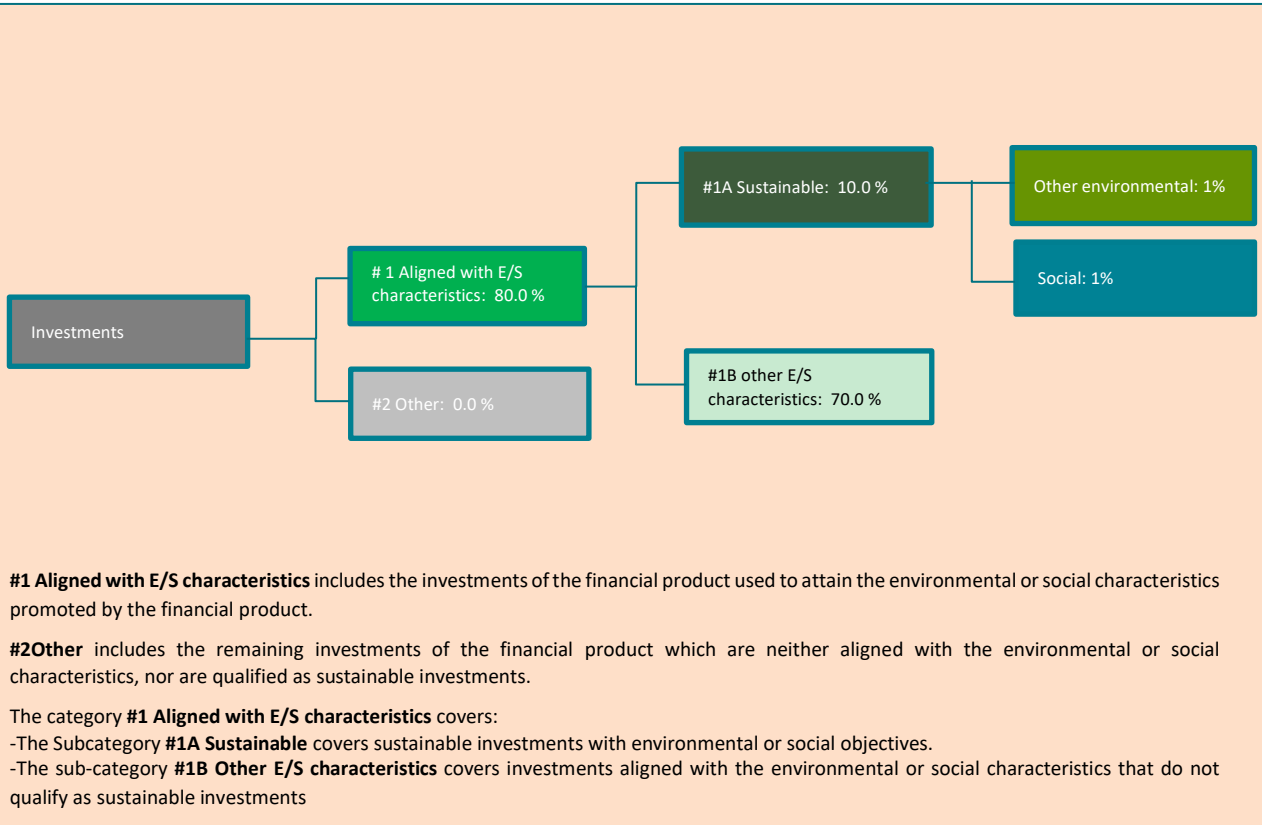 #1A Sustainable: 10.0 %
Other environmental: 1%
# 1 Aligned with E/S
characteristics: 80.0 %
Social: 1%
Investments
#1B other E/S
characteristics: 70.0 %
#2 Other: 0.0 %
#1 Aligned with E/S characteristics includes the investments of the financial product used to attain the environmental or social characteristics
promoted by the financial product.
#2Other includes the remaining investments of the financial product which are neither aligned with the environmental or social
characteristics, nor are qualified as sustainable investments.
The category #1 Aligned with E/S characteristics covers:
-The Subcategory #1A Sustainable covers sustainable investments with environmental or social objectives.
-The sub-category #1B Other E/S characteristics covers investments aligned with the environmental or social characteristics that do not
qualify as sustainable investments